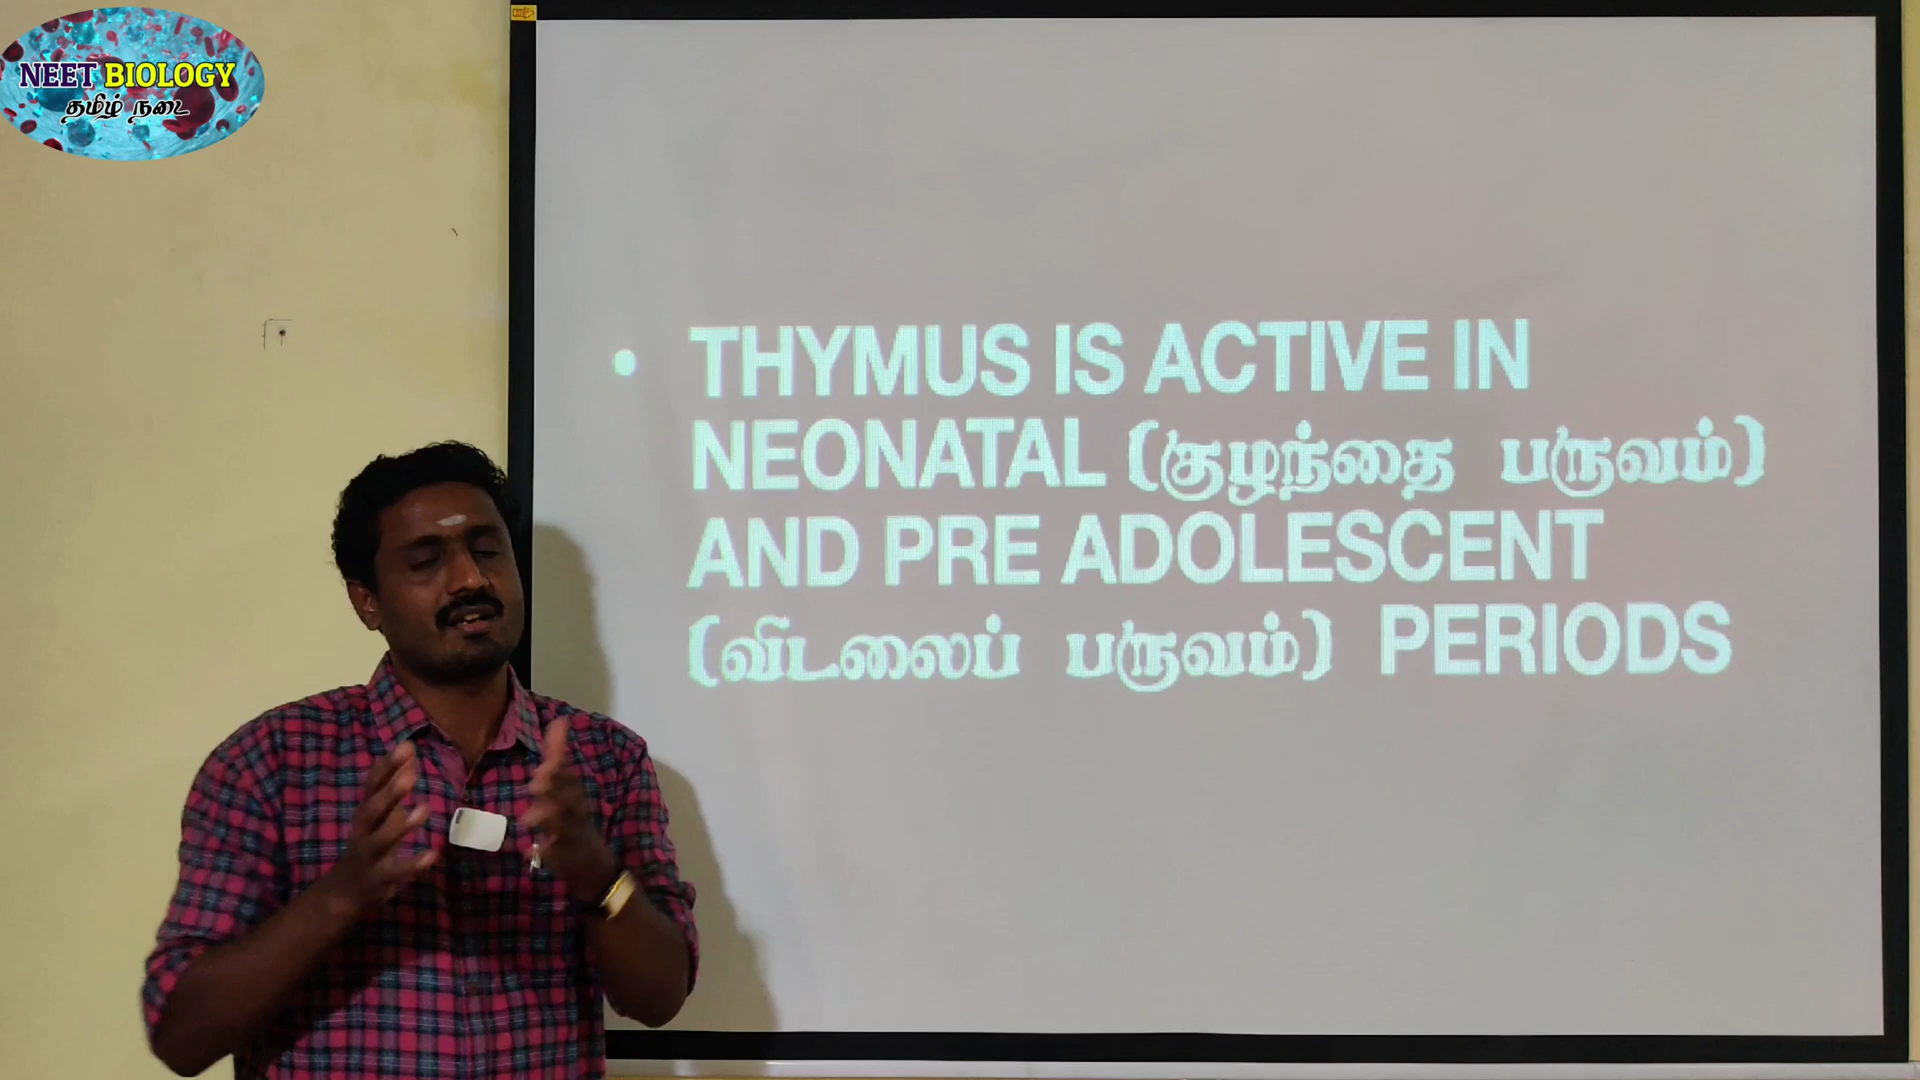 NEET BIOLOGY
தமிழ் நடை
• THYMUS IS ACTIVE IN
NEONATAL (குழந்தை பருவம்)
AND PRE ADOLESCENT
(விடலைப் பருவம்) PERIODS